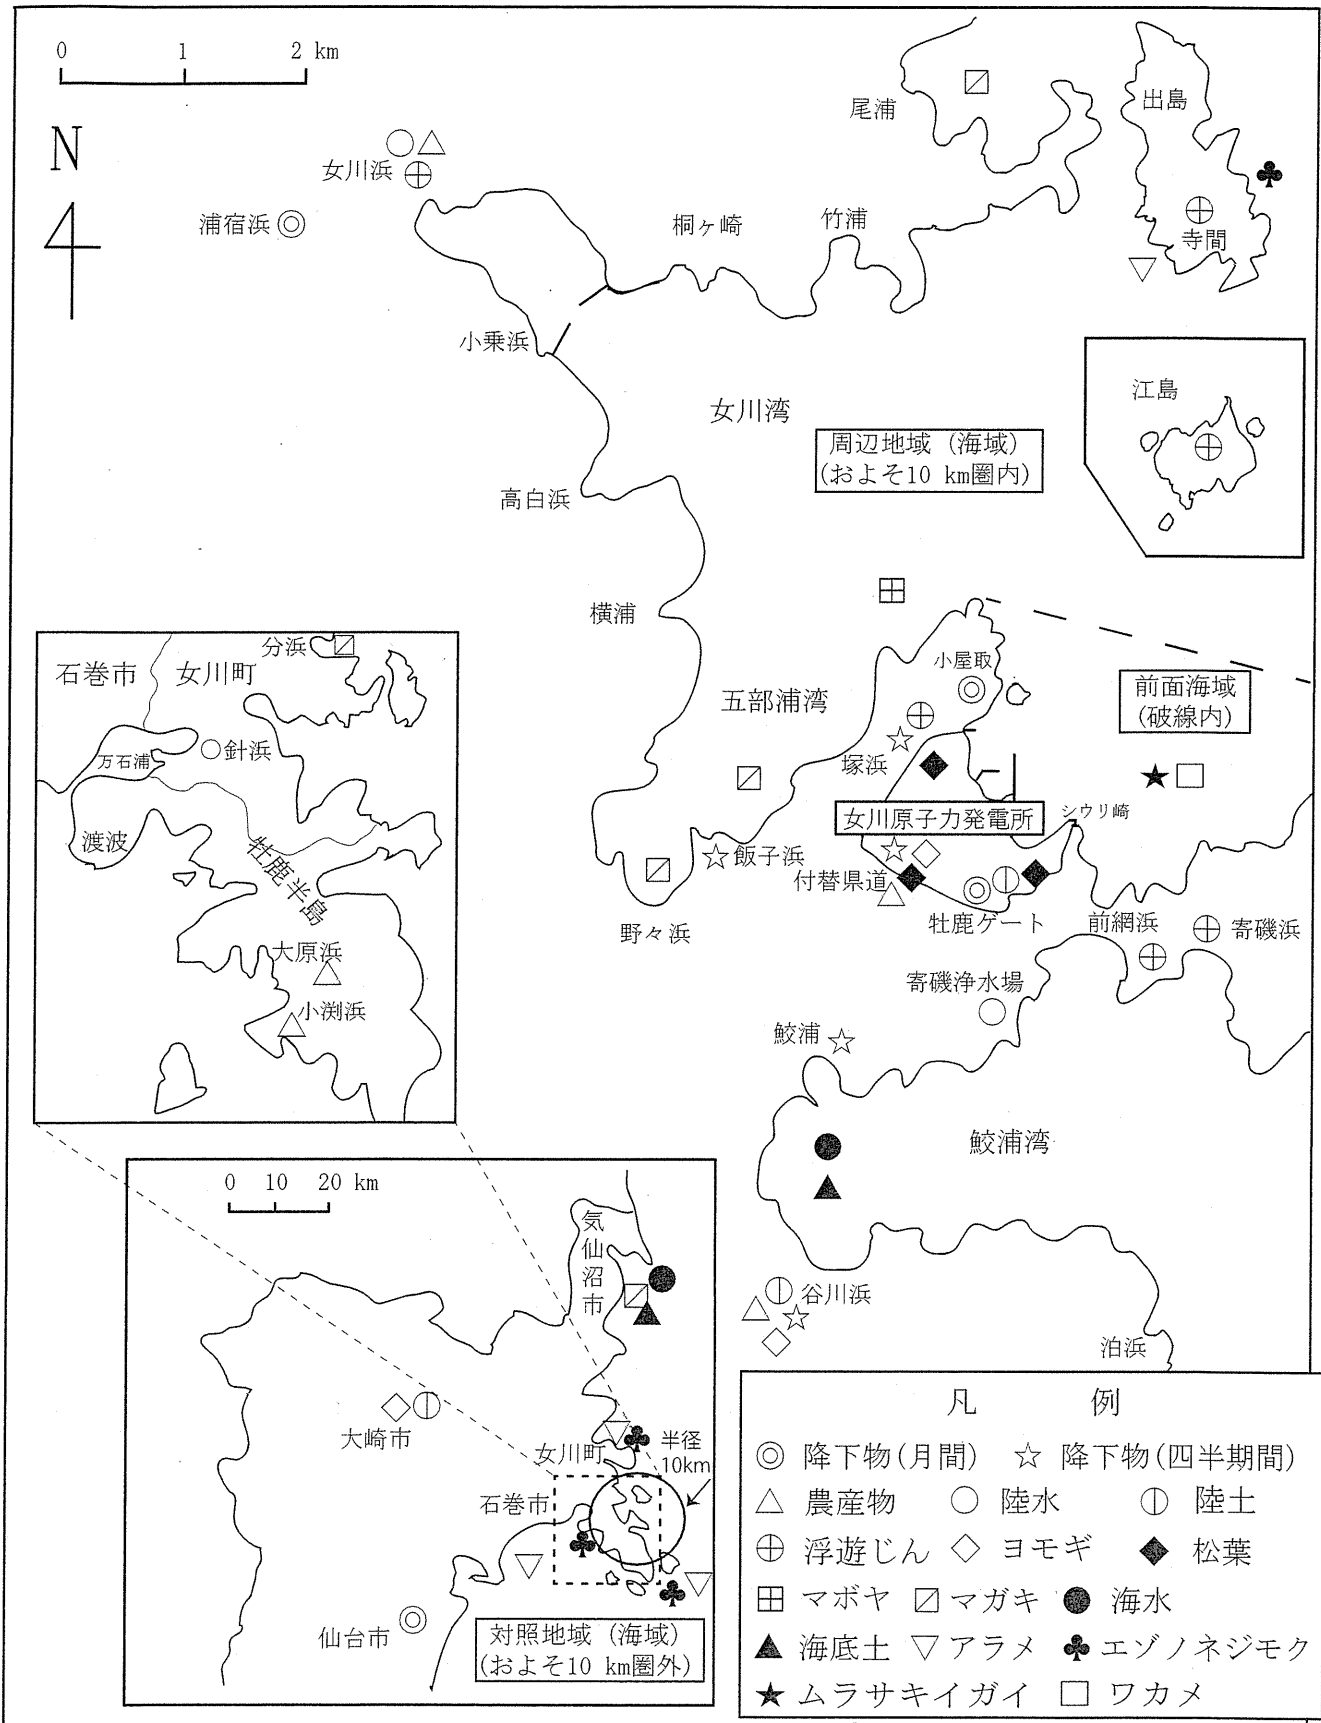 0 1 2 km
N
尾浦
出島
女川浜
浦宿浜
桐ヶ崎
竹浦
寺間
小乗浜
女川湾
江島
周辺地域（海域）
(およそ10 km圏内)
高白浜
横浦
小屋取
前面海域
(破線内)
五部浦湾
塚浜
女川原子力発電所
シウリ崎
飯子浜
付替県道
野々浜
牡鹿ゲート
前網浜
寄磯浜
寄磯浄水場
鮫浦
鮫浦湾
谷川浜
泊浜
分浜
石巻市
女川町
万石浦
針浜
渡波
牡鹿半島
大原浜
小渕浜
0 10 20 km
気仙沼市
大崎市
女川町
半径
10km
石巻市
仙台市
対照地域（海域）
(およそ10 km圏外)
凡 例
降下物(月間) 降下物(四半期間)
農産物 陸水 陸土
浮遊じん ヨモギ 松葉
マボヤ マガキ 海水
海底土 アラメ エゾノネジモク
ムラサキイガイ ワカメ